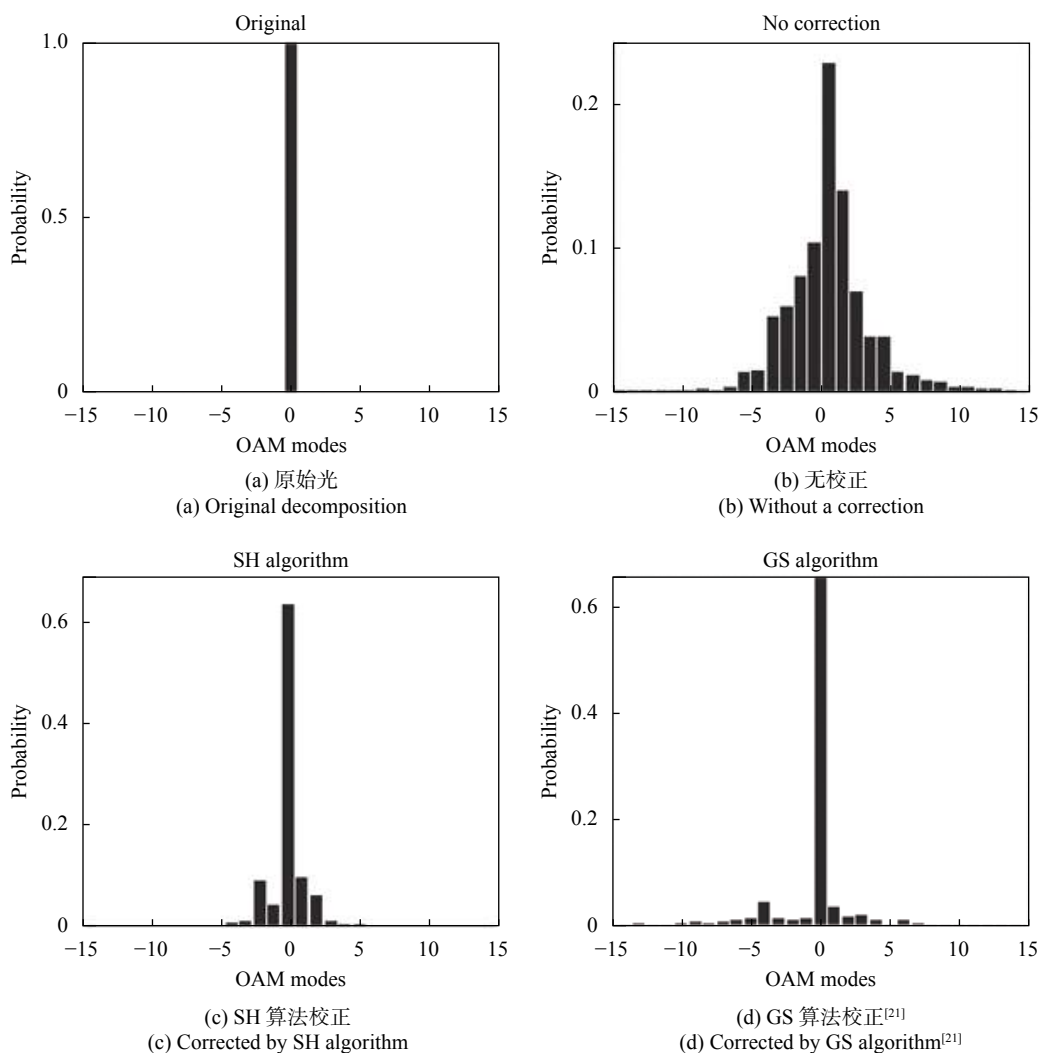 Original
1.0
0.5
0
Probability
−15 −10 −5 0 5 10 15
OAM modes
(a) 原始光
(a) Original decomposition
No correction
0.2
0.1
0
Probability
−15 −10 −5 0 5 10 15
OAM modes
(b) 无校正
(b) Without a correction
SH algorithm
0.6
0.4
0.2
0
Probability
−15 −10 −5 0 5 10 15
OAM modes
(c) SH 算法校正
(c) Corrected by SH algorithm
GS algorithm
0.6
0.4
0.2
0
Probability
−15 −10 −5 0 5 10 15
OAM modes
(d) GS 算法校正[21]
(d) Corrected by GS algorithm[21]